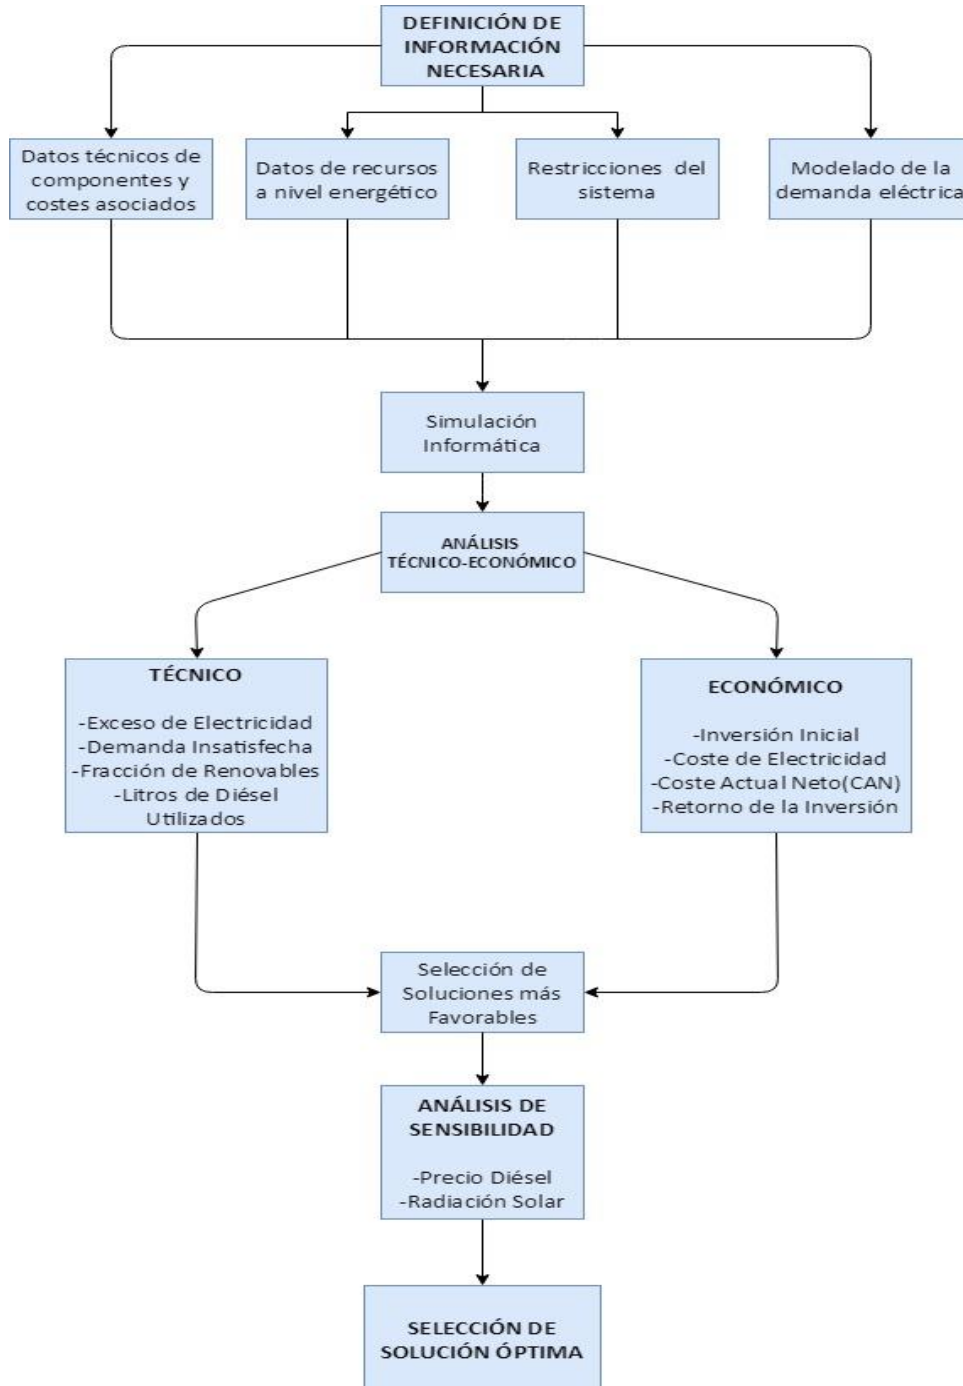 DEFINICIÓN DE
INFORMACIÓN
NECESARIA
Datos técnicos de
componentes y
costes asociados
Datos de recursos
a nivel energético
Restricciones del
sistema
Modelado de la
demanda eléctrica
Simulación
Informática
ANÁLISIS
TÉCNICO-ECONÓMICO
TÉCNICO
-Exceso de Electricidad
-Demanda Insatisfecha
-Fracción de Renovables
-Litros de Diésel
Utilizados
ECONÓMICO
-Inversión Inicial
-Coste de Electricidad
-Coste Actual Neto(CAN)
-Retorno de la Inversión
Selección de
Soluciones más
Favorables
ANÁLISIS DE
SENSIBILIDAD
-Precio Diésel
-Radiación Solar
SELECCIÓN DE
SOLUCIÓN ÓPTIMA